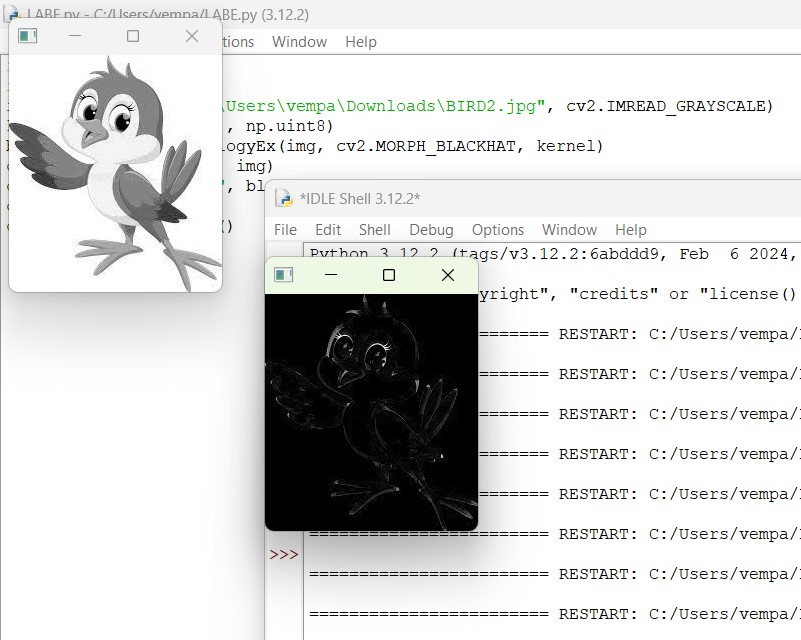 LABE.py - C:/Users/vempa/LABE.py (3.12.2)
tions Window Help
\Users\vempa\Downloads\BIRD2.jpg", cv2.IMREAD_GRAYSCALE)
, np.uint8)
logyEx(img, cv2.MORPH_BLACKHAT, kernel)
img)
", bl
()
*IDLE Shell 3.12.2*
File Edit Shell Debug Options Window Help
Python 3.12.2 (tags/v3.12.2:6abddd9, Feb 6 2024,
yright", "credits" or "license()
======= RESTART: C:/Users/vempa/
======= RESTART: C:/Users/vempa/
======= RESTART: C:/Users/vempa/
======= RESTART: C:/Users/vempa/
======= RESTART: C:/Users/vempa/
======================== RESTART: C:/Users/vempa/
>>>
======================== RESTART: C:/Users/vempa/
======================== RESTART: C:/Users/vempa/